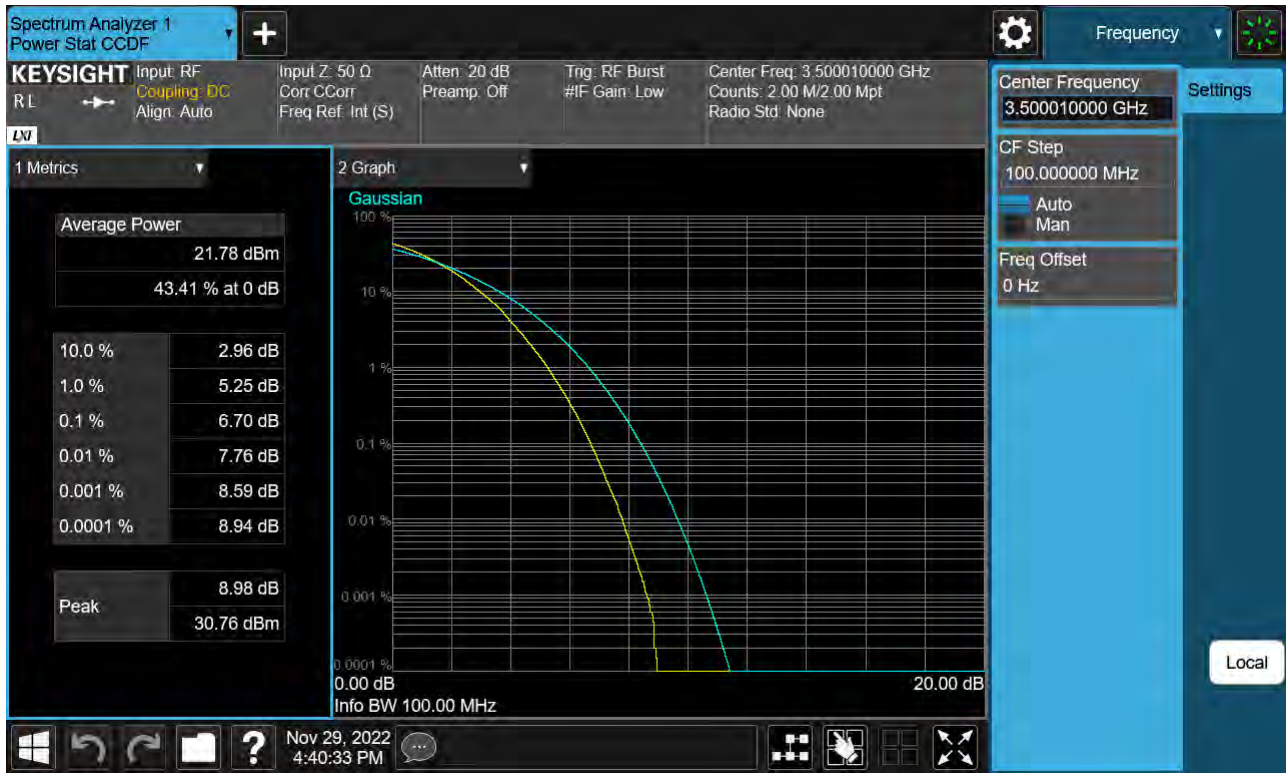 Spectrum Analyzer 1
Power Stat CCDF
Frequency
KEYSIGHT
RL
LXI
Input: RF
Coupling: DC
Align: Auto
Input Z: 50 Ω
Corr CCorr
Freq Ref: Int (S)
Atten: 20 dB
Preamp: Off
Trig: RF Burst
#IF Gain: Low
Center Freq: 3.500010000 GHz
Counts: 2.00 M/2.00 Mpt
Radio Std: None
Center Frequency
3.500010000 GHz
Settings
CF Step
100.000000 MHz
Auto
Man
Freq Offset
0 Hz
Local
1 Metrics
Average Power
21.78 dBm
43.41 % at 0 dB
10.0 % 2.96 dB
1.0 % 5.25 dB
0.1 % 6.70 dB
0.01 % 7.76 dB
0.001 % 8.59 dB
0.0001 % 8.94 dB
Peak
8.98 dB
30.76 dBm
2 Graph
Gaussian
100 %
10 %
1 %
0.1 %
0.01 %
0.001 %
0.0001 %
0.00 dB 20.00 dB
Info BW 100.00 MHz
?
Nov 29, 2022
4:40:33 PM